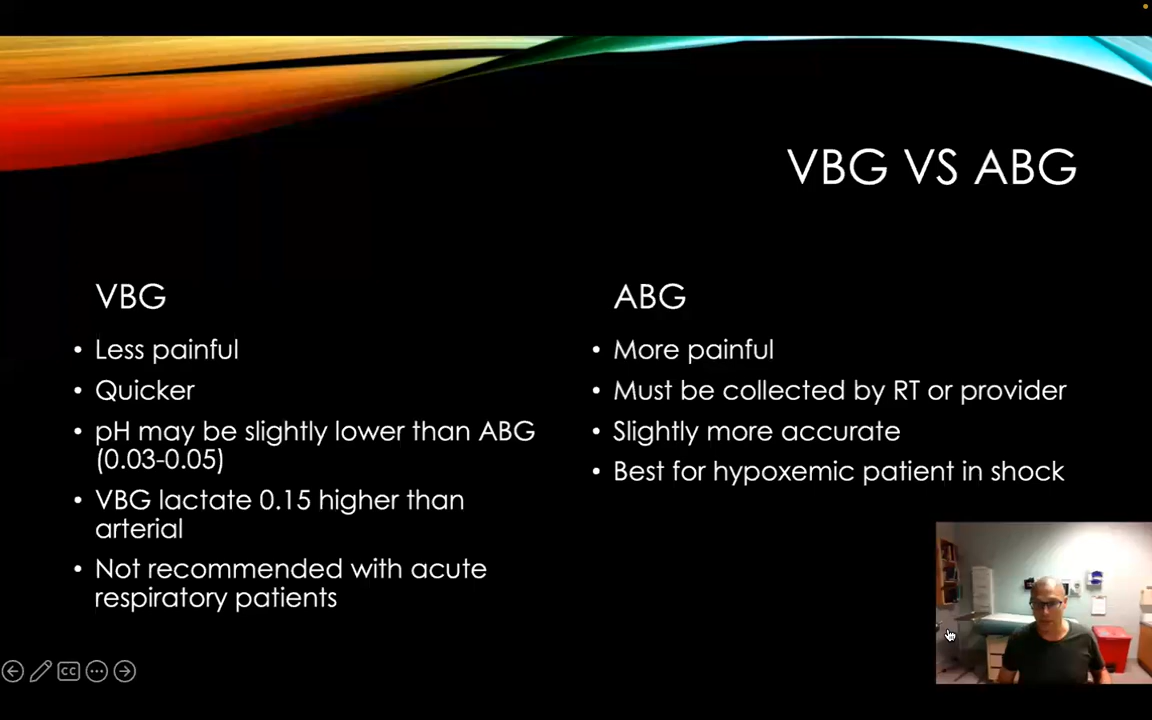 VBG VS ABG
VBG
• Less painful
• Quicker
• pH may be slightly lower than ABG
(0.03-0.05)
• VBG lactate 0.15 higher than
arterial
• Not recommended with acute
respiratory patients
ABG
• More painful
• Must be collected by RT or provider
• Slightly more accurate
• Best for hypoxemic patient in shock
CC